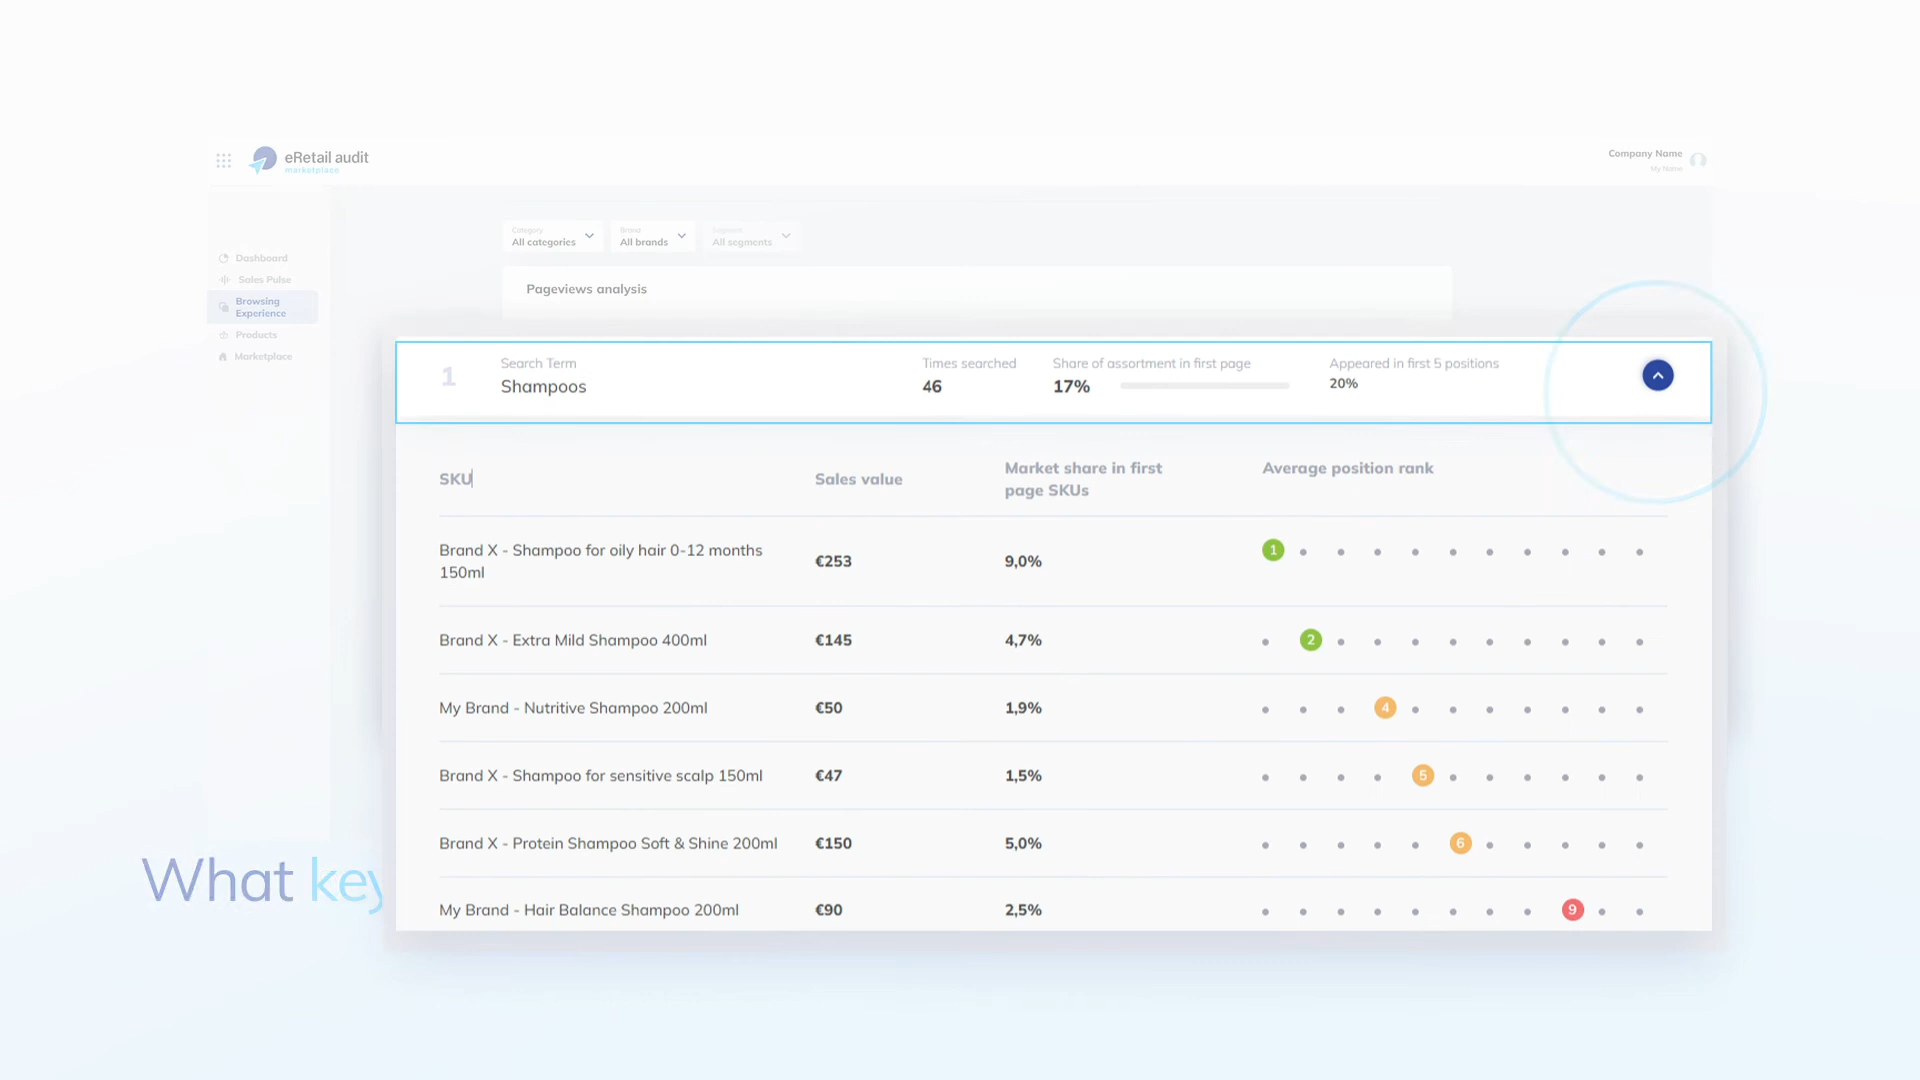 eRetail audit
marketplace
Company Name
My Name
Category
All categories
Brand
All brands
Segment
All segments
Dashboard
Sales Pulse
Browsing
Experience
Products
Marketplace
Pageviews analysis
1
Search Term
Shampoos
Times searched
46
Share of assortment in first page
17%
Appeared in first 5 positions
20%
SKU
Sales value
Market share in first
page SKUs
Average position rank
Brand X - Shampoo for oily hair 0-12 months
150ml
€253
9,0%
1
Brand X - Extra Mild Shampoo 400ml
€145
4,7%
2
My Brand - Nutritive Shampoo 200ml
€50
1,9%
4
Brand X - Shampoo for sensitive scalp 150ml
€47
1,5%
5
Brand X - Protein Shampoo Soft & Shine 200ml
€150
5,0%
6
My Brand - Hair Balance Shampoo 200ml
€90
2,5%
9
What key